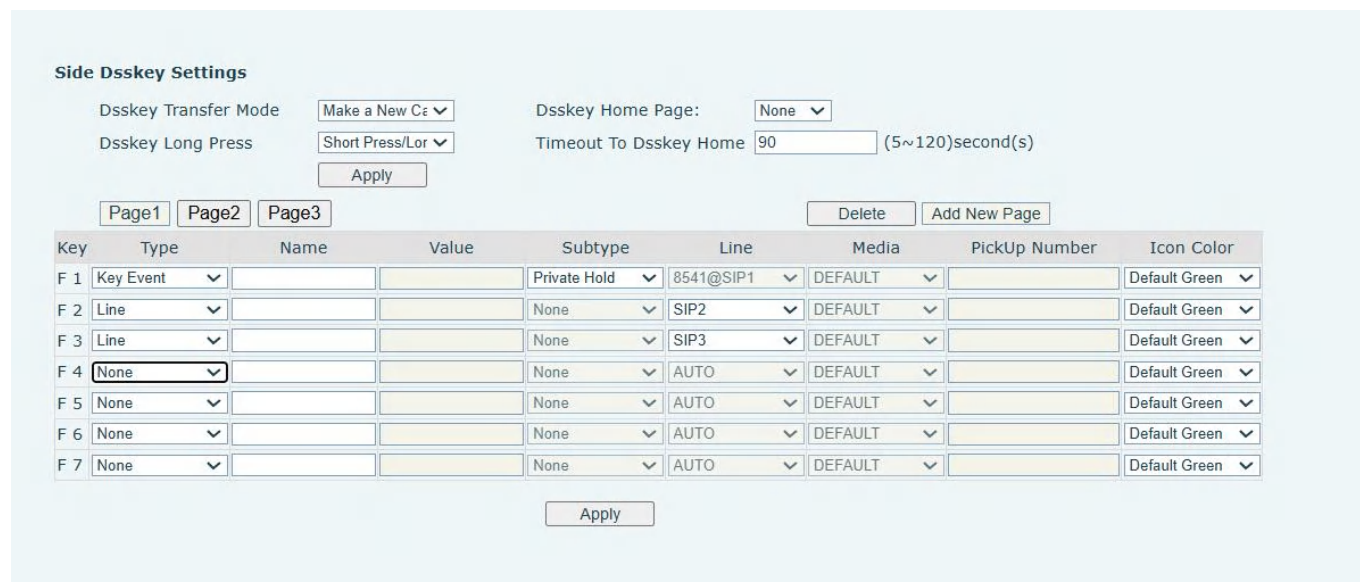 Side Dsskey Settings
Dsskey Transfer Mode Make a New Ca Dsskey Home Page: None
Dsskey Long Press Short Press/Lor Timeout To Dsskey Home 90 (5~120)second(s)
Apply
Page1 Page2 Page3 Delete Add New Page
Key Type Name Value Subtype Line Media PickUp Number Icon Color
F 1 Key Event Private Hold 8541@SIP1 DEFAULT Default Green
F 2 Line None SIP2 DEFAULT Default Green
F 3 Line None SIP3 DEFAULT Default Green
F 4 None None AUTO DEFAULT Default Green
F 5 None None AUTO DEFAULT Default Green
F 6 None None AUTO DEFAULT Default Green
F 7 None None AUTO DEFAULT Default Green
Apply